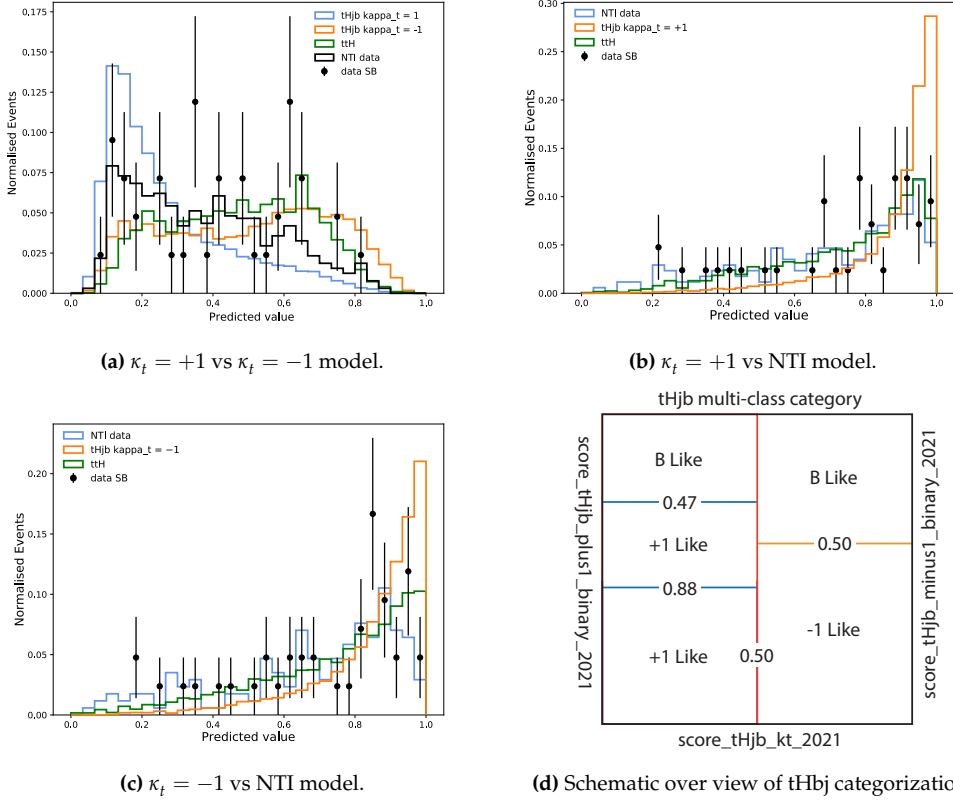 0.175
0.150
0.125
0.100
0.075
0.050
0.025
0.000
Normalised Events
tHjb kappa_t = 1
tHjb kappa_t = -1
ttH
NTI data
data SB
0.0 0.2 0.4 0.6 0.8 1.0
Predicted value
(a) κt = +1 vs κt = −1 model.
0.30
0.25
0.20
0.15
0.10
0.05
0.00
Normalised Events
NTI data
tHjb kappa_t = +1
ttH
data SB
0.0 0.2 0.4 0.6 0.8 1.0
Predicted value
(b) κt = +1 vs NTI model.
0.20
0.15
0.10
0.05
0.00
Normalised Events
NTI data
tHjb kappa_t = −1
ttH
data SB
0.0 0.2 0.4 0.6 0.8 1.0
Predicted value
(c) κt = −1 vs NTI model.
tHjb multi-class category
score_tHjb_plus1_binary_2021
B Like
0.47
+1 Like
0.88
+1 Like
0.50
B Like
0.50
-1 Like
score_tHjb_minus1_binary_2021
score_tHjb_kt_2021
(d) Schematic over view of tHbj categorizatio